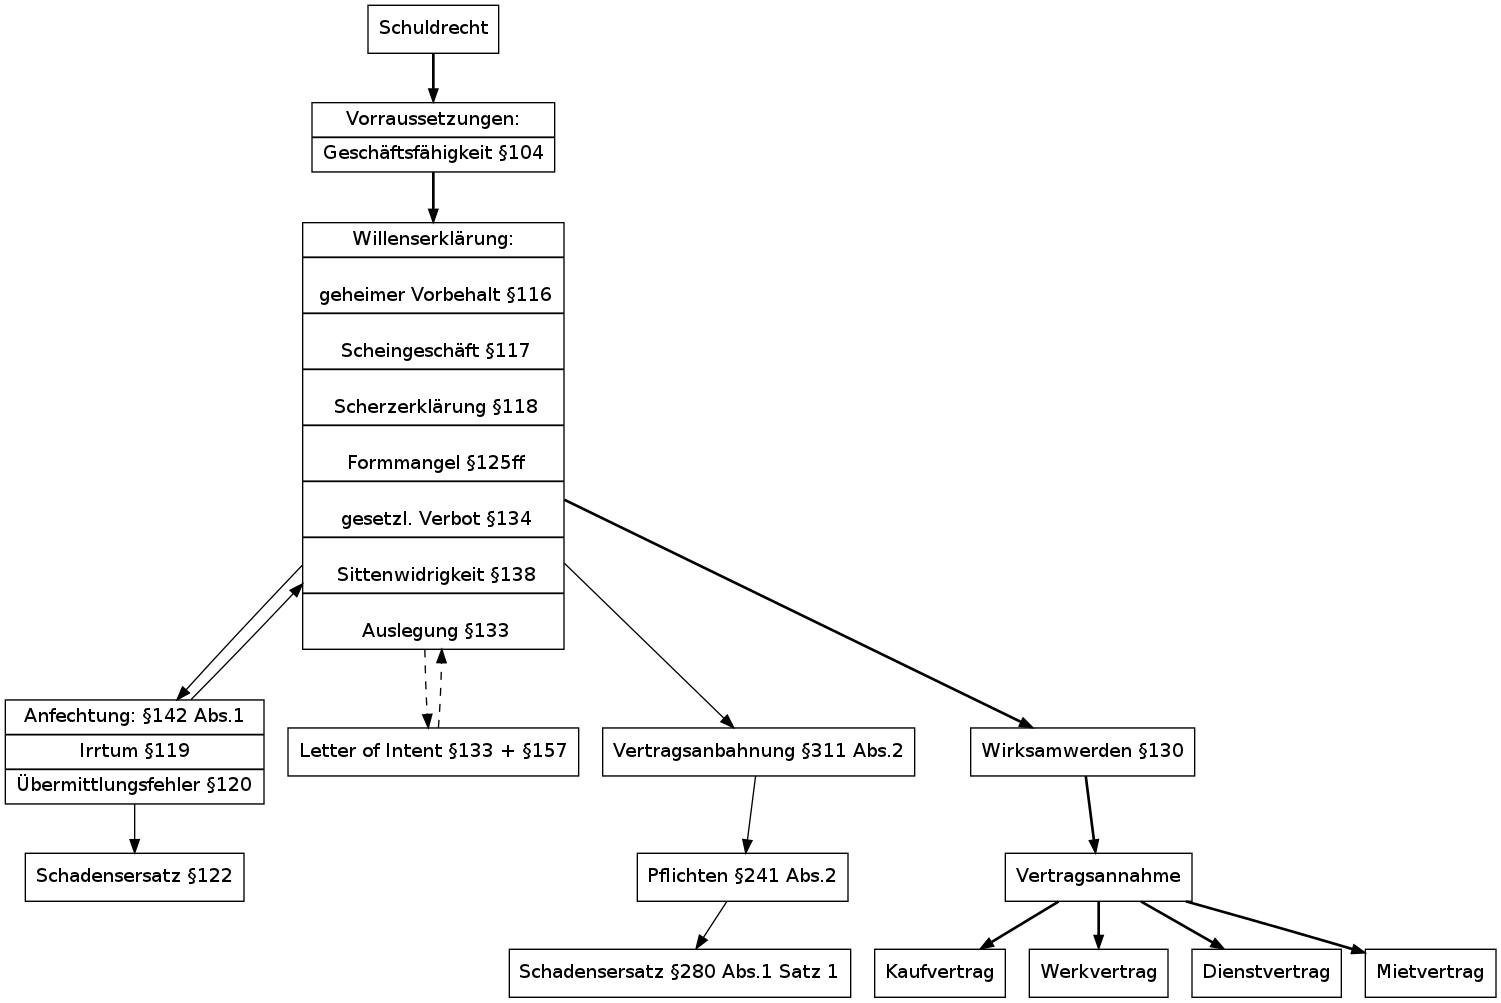 Schuldrecht
Vorraussetzungen:
Geschäftsfähigkeit §104
Willenserklärung:
geheimer Vorbehalt §116
Scheingeschäft §117
Scherzerklärung §118
Formmangel §125ff
gesetzl. Verbot §134
Sittenwidrigkeit §138
Auslegung §133
Anfechtung: §142 Abs.1
Irrtum §119
Übermittlungsfehler §120
Letter of Intent §133 + §157
Vertragsanbahnung §311 Abs.2
Wirksamwerden §130
Schadensersatz §122
Pflichten §241 Abs.2
Vertragsannahme
Schadensersatz §280 Abs.1 Satz 1
Kaufvertrag
Werkvertrag
Dienstvertrag
Mietvertrag